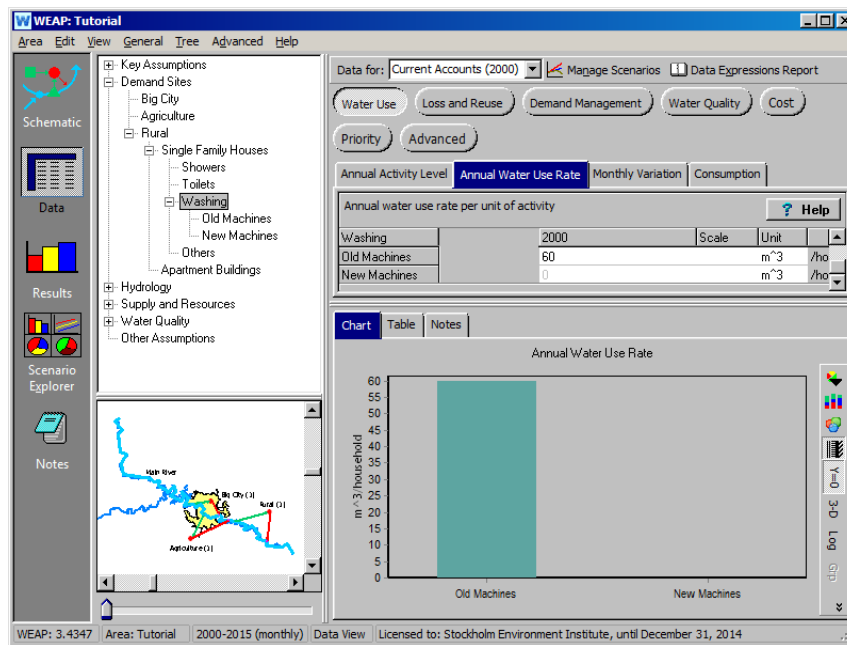 WEAP: Tutorial
Area Edit View General Tree Advanced Help
Schematic
Data
Results
Scenario
Explorer
Notes
Key Assumptions
Demand Sites
Big City
Agriculture
Rural
Single Family Houses
Showers
Toilets
Washing
Old Machines
New Machines
Others
Apartment Buildings
Hydrology
Supply and Resources
Water Quality
Other Assumptions
Main River
Big City (1)
Rural (1)
Agriculture (1)
Data for: Current Accounts (2000) Manage Scenarios Data Expressions Report
Water Use Loss and Reuse Demand Management Water Quality Cost
Priority Advanced
Annual Activity Level Annual Water Use Rate Monthly Variation Consumption
Annual water use rate per unit of activity ? Help
Washing 2000 Scale Unit
Old Machines 60 m^3 /ho
New Machines 0 m^3 /ho
Chart Table Notes
Annual Water Use Rate
m^3/household
60
55
50
45
40
35
30
25
20
15
10
5
0
Old Machines New Machines
Y=0
3-D
Log
Grp
WEAP: 3.4347 Area: Tutorial 2000-2015 (monthly) Data View Licensed to: Stockholm Environment Institute, until December 31, 2014